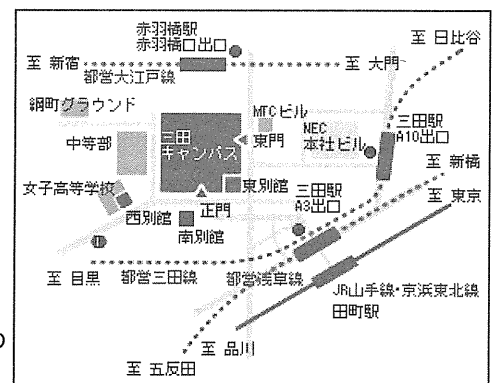 赤羽橋駅
赤羽橋口出口
至 日比谷
至 新宿
至 大門
都営大江戸線
綱町グラウンド
MTCビル
三田駅
A10出口
中等部
三田
キャンパス
東門
NEC
本社ビル
至 新橋
女子高等学校
東別館
三田駅
A3出口
至 東京
西別館
正門
南別館
至 目黒
都営三田線
都営浅草線
JR山手線・京浜東北線
田町駅
の
至 品川
至 五反田